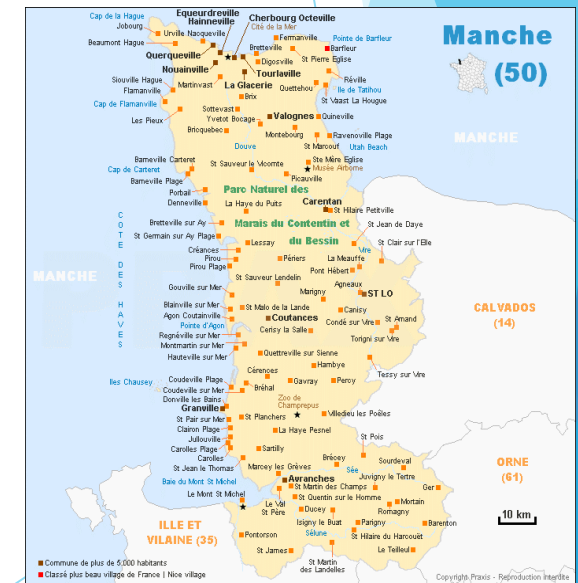 Manche
(50)
Cap de la Hague
Jobourg
Equeurdreville
Hainneville
Cherbourg Octeville
Cité de la Mer
Urville Nacqueville
Fermanville
Pointe de Barfleur
Beaumont Hague
Bretteville
Barfleur
Querqueville
Digosville
St Pierre Eglise
Nouainville
Tourlaville
Réville
Siouville Hague
Martinvast
La Glacerie
Quettehou
Ile de Tatihou
Flamanville
Brix
St Vaast La Hougue
Cap de Flamanville
Sottevast
Valognes
Quineville
Les Pieux
Yvetot Bocage
Bricquebec
Montebourg
Ravenoville Plage
MANCHE
Douve
St Marcouf
Utah Beach
Barneville Carteret
Ste Mère Eglise
Cap de Carteret
St Sauveur le Vicomte
Musée Airborne
Barneville Plage
Picauville
Portbail
Parc Naturel des
Denneville
La Haye du Puits
Carentan
St Hilaire Petitville
COTE DES HAVES
Bretteville sur Ay
Marais du Contentin et
St Jean de Daye
St Germain sur Ay Plage
du Bessin
St Clair sur l'Elle
Créances
Lessay
Vire
Pirou
Périers
La Meauffe
Pirou Plage
Pont Hébert
MANCHE
St Sauveur Lendelin
Agneaux
Gouville sur Mer
Marigny
ST LO
Blainville sur Mer
St Malo de la Lande
CALVADOS
(14)
Agon Coutainville
Coutances
Canisy
St Amand
Pointe d'Agon
Condé sur Vire
Regnéville sur Mer
Cerisy la Salle
Torigni sur Vire
Montmartin sur Mer
Hauteville sur Mer
Quettreville sur Sienne
Hambye
Tessy sur Vire
Cérences
Iles Chausey
Coudeville Plage
Gavray
Percy
Coudeville sur Mer
Bréhal
Donville les Bains
Zoo de
Champrepus
Granville
St Planchers
Villedieu les Poêles
St Pair sur Mer
Clairon Plage
La Haye Pesnel
Jullouville
St Pois
Carolles Plage
Sartilly
Carolles
Brécey
Sourdeval
ORNE
(61)
St Jean le Thomas
Marcey les Grèves
Sée
Baie du Mont St Michel
Avranches
Juvigny le Tertre
Le Mont St Michel
St Martin des Champs
Ger
St Quentin sur le Homme
Mortain
Le Val
St Père
Ducey
Romagny
10 km
ILLE ET
VILAINE (35)
Isigny le Buat
Parigny
Barenton
Pontorson
Sélune
St Hilaire du Harcouët
St James
St Martin
des Landelles
Le Teilleul
Commune de plus de 5000 habitants
Classé plus beau village de France | Nice village
Copyright Praxis - Reproduction interdite